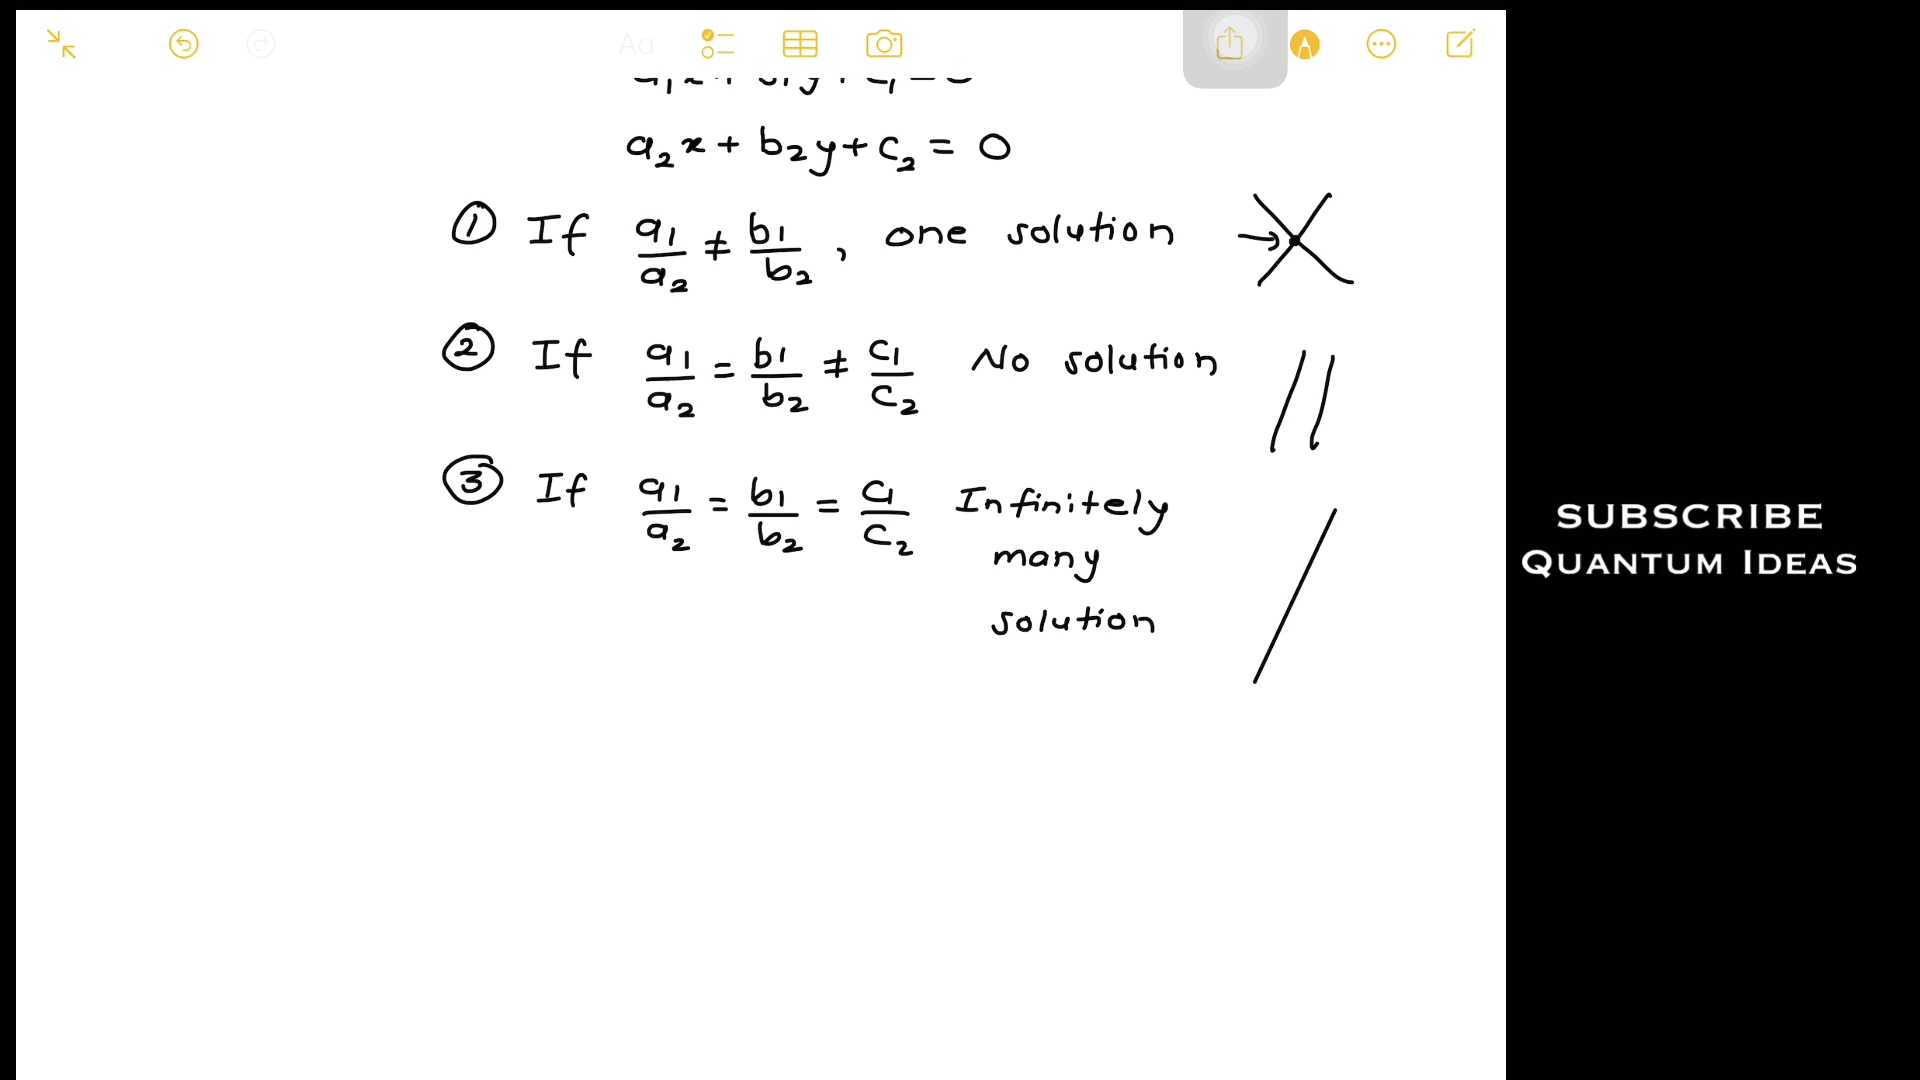 Aa
a₂x + b₂y + c₂ = 0
① If a₁/a₂ ≠ b₁/b₂ , one solution
② If a₁/a₂ = b₁/b₂ ≠ c₁/c₂ No solution
③ If a₁/a₂ = b₁/b₂ = c₁/c₂ Infinitely
many
solution
SUBSCRIBE
QUANTUM IDEAS